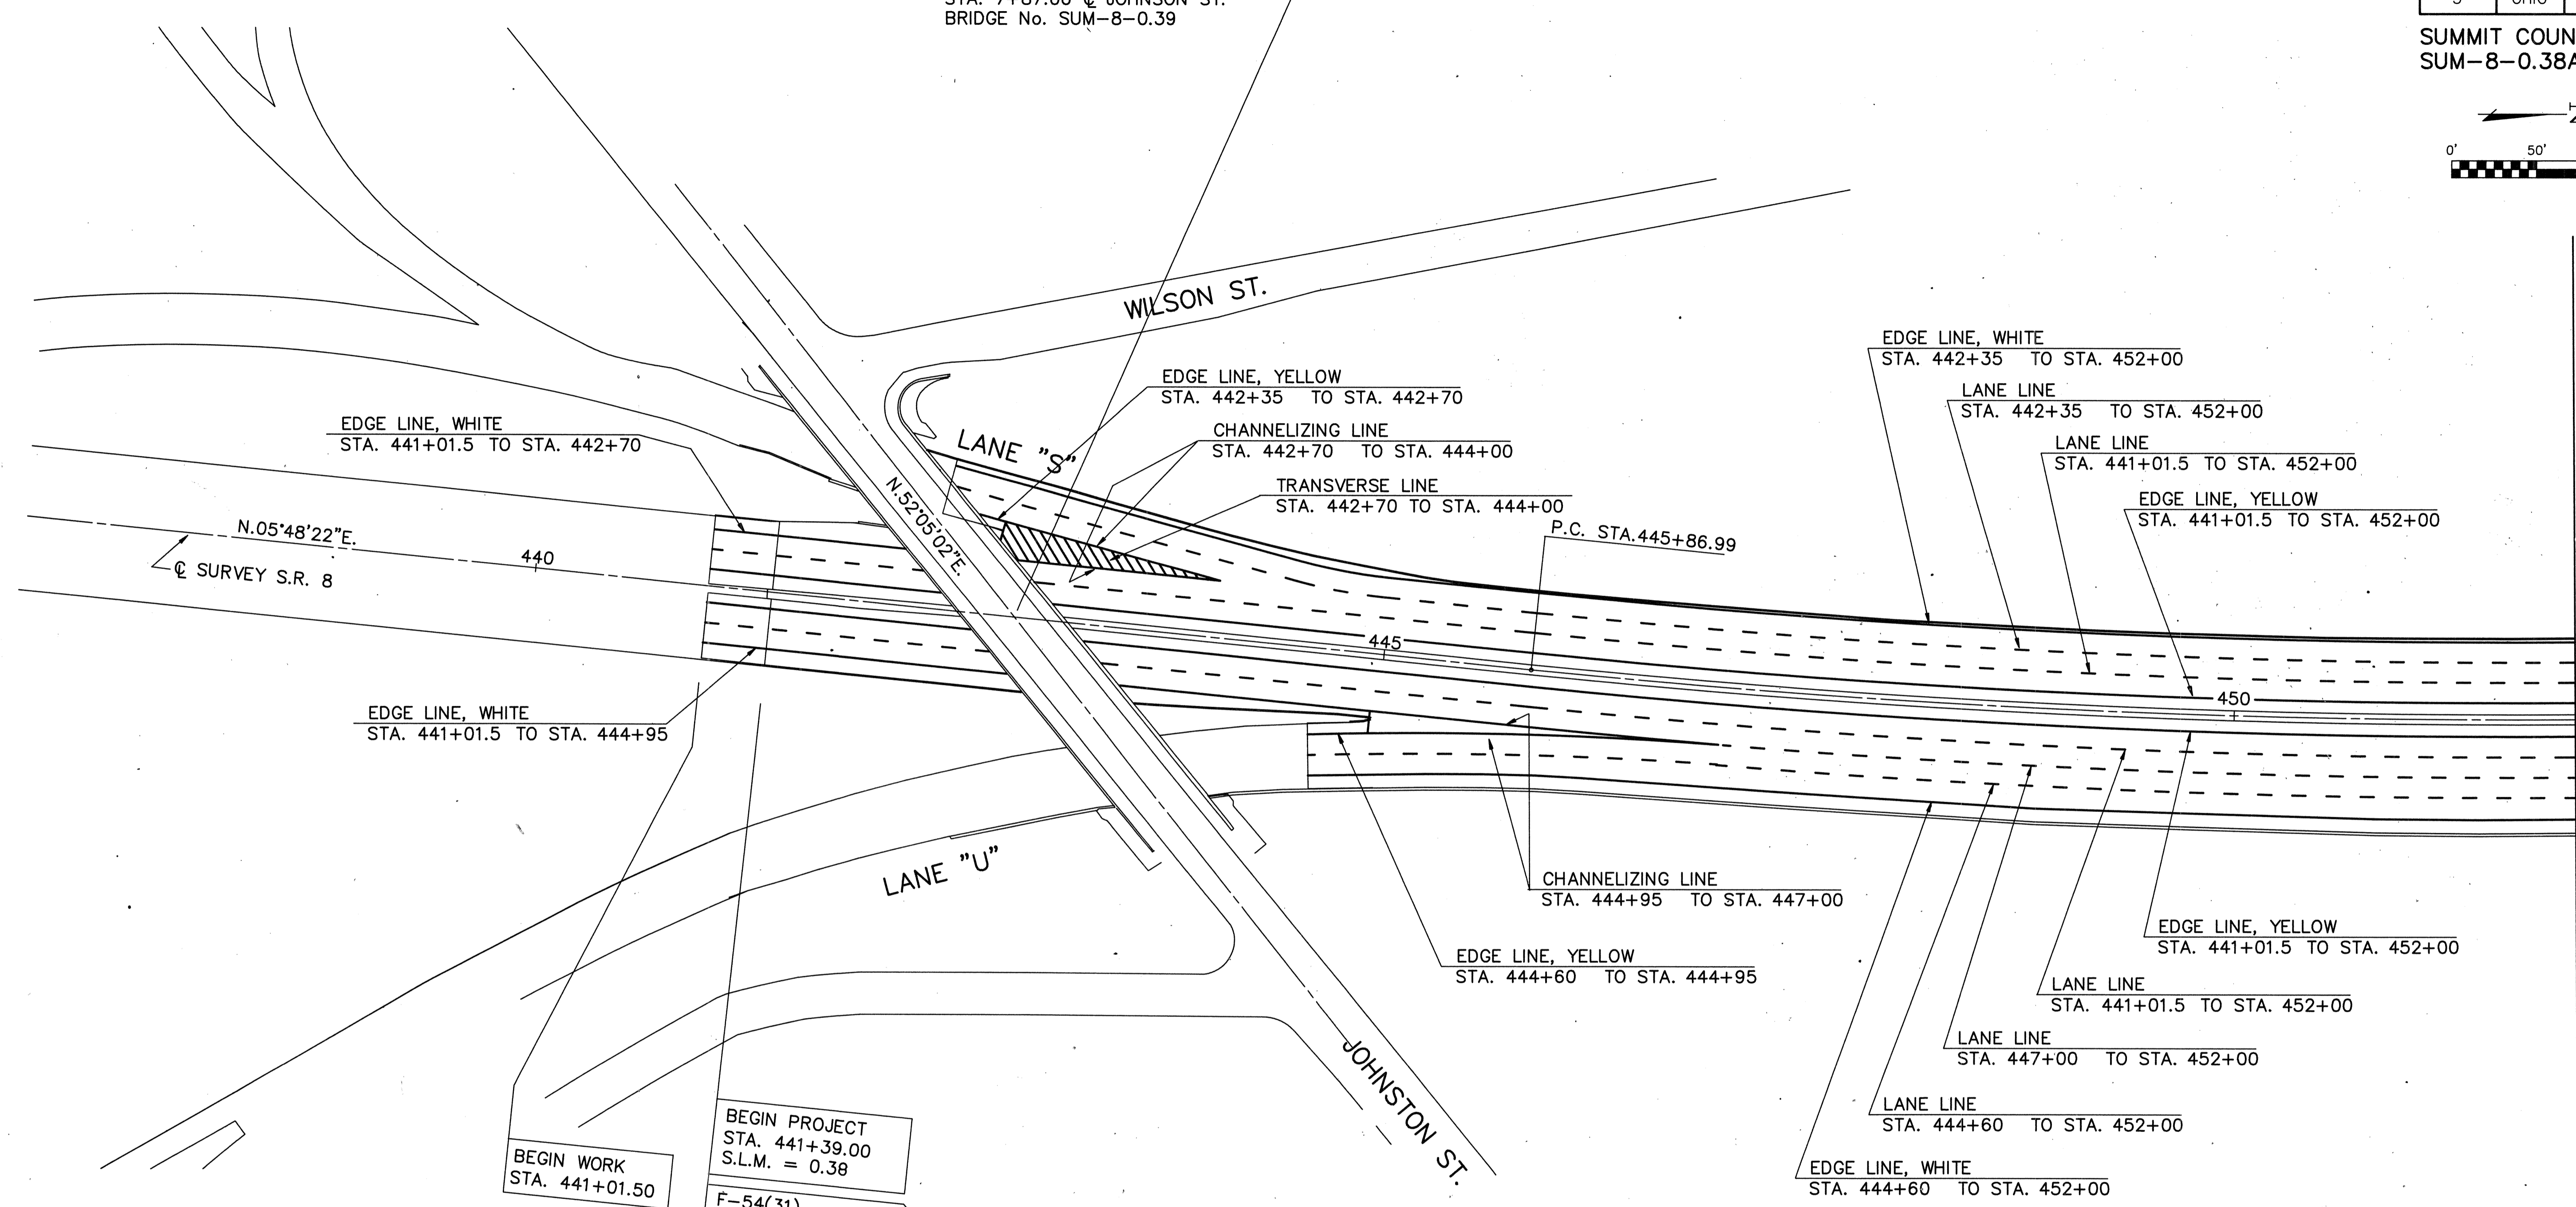 BRIDGE No. SUM-8-0.39
SUMMIT COUN
SUM-8-0.38A
0' 50'
WILSON ST.
EDGE LINE, WHITE
STA. 442+35 TO STA. 452+00
LANE LINE
STA. 442+35 TO STA. 452+00
LANE LINE
STA. 441+01.5 TO STA. 452+00
EDGE LINE, YELLOW
STA. 441+01.5 TO STA. 452+00
EDGE LINE, YELLOW
STA. 442+35 TO STA. 442+70
CHANNELIZING LINE
STA. 442+70 TO STA. 444+00
TRANSVERSE LINE
STA. 442+70 TO STA. 444+00
EDGE LINE, WHITE
STA. 441+01.5 TO STA. 442+70
LANE "S"
N.52°05'02"E.
P.C. STA.445+86.99
N.05°48'22"E.
440
℄ SURVEY S.R. 8
445
450
EDGE LINE, WHITE
STA. 441+01.5 TO STA. 444+95
LANE "U"
CHANNELIZING LINE
STA. 444+95 TO STA. 447+00
EDGE LINE, YELLOW
STA. 444+60 TO STA. 444+95
EDGE LINE, YELLOW
STA. 441+01.5 TO STA. 452+00
LANE LINE
STA. 441+01.5 TO STA. 452+00
LANE LINE
STA. 447+00 TO STA. 452+00
LANE LINE
STA. 444+60 TO STA. 452+00
EDGE LINE, WHITE
STA. 444+60 TO STA. 452+00
JOHNSTON ST.
BEGIN PROJECT
STA. 441+39.00
S.L.M. = 0.38
BEGIN WORK
STA. 441+01.50
F-54(31)